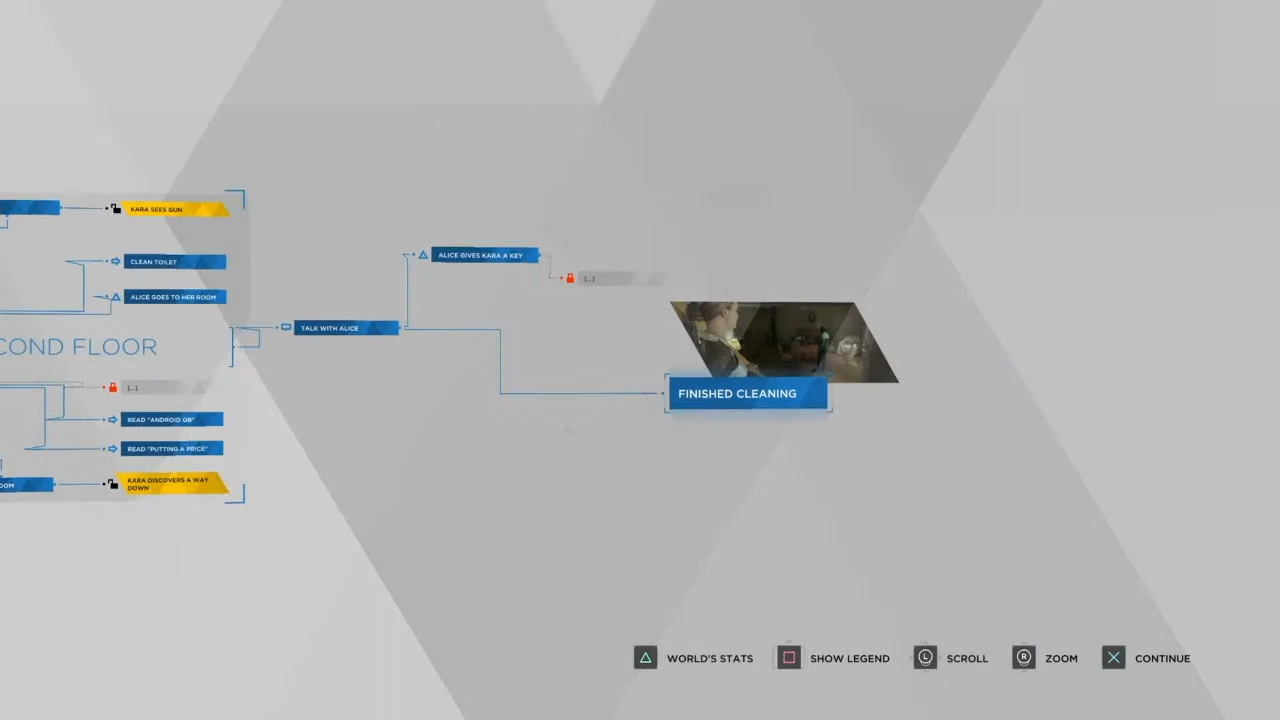 KARA SEES GUN
CLEAN TOILET
ALICE GOES TO HER ROOM
COND FLOOR
[...]
READ "ANDROID QB"
READ "PUTTING A PRICE"
OOM
KARA DISCOVERS A WAY
DOWN
TALK WITH ALICE
ALICE GIVES KARA A KEY
[...]
FINISHED CLEANING
WORLD'S STATS
SHOW LEGEND
L
SCROLL
R
ZOOM
CONTINUE